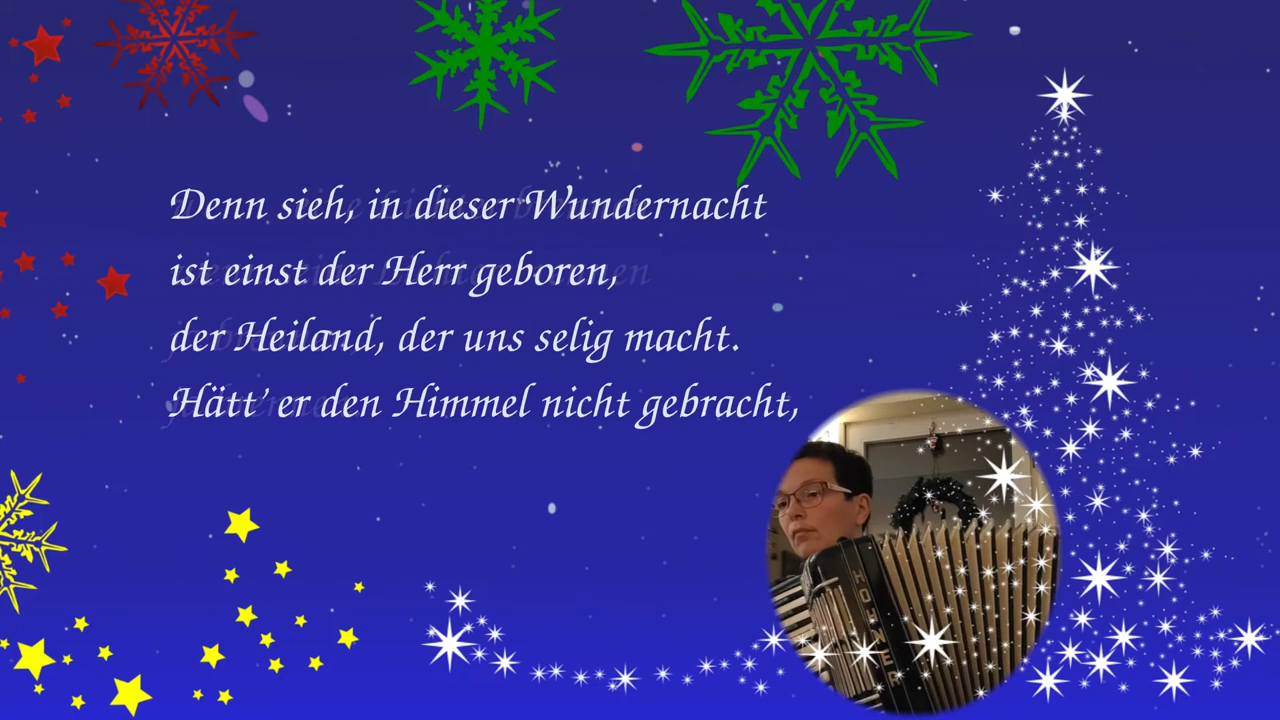 Denn sieh, in dieser Wundernacht
ist einst der Herr geboren,
der Heiland, der uns selig macht.
Hätt' er den Himmel nicht gebracht,
HOHNER